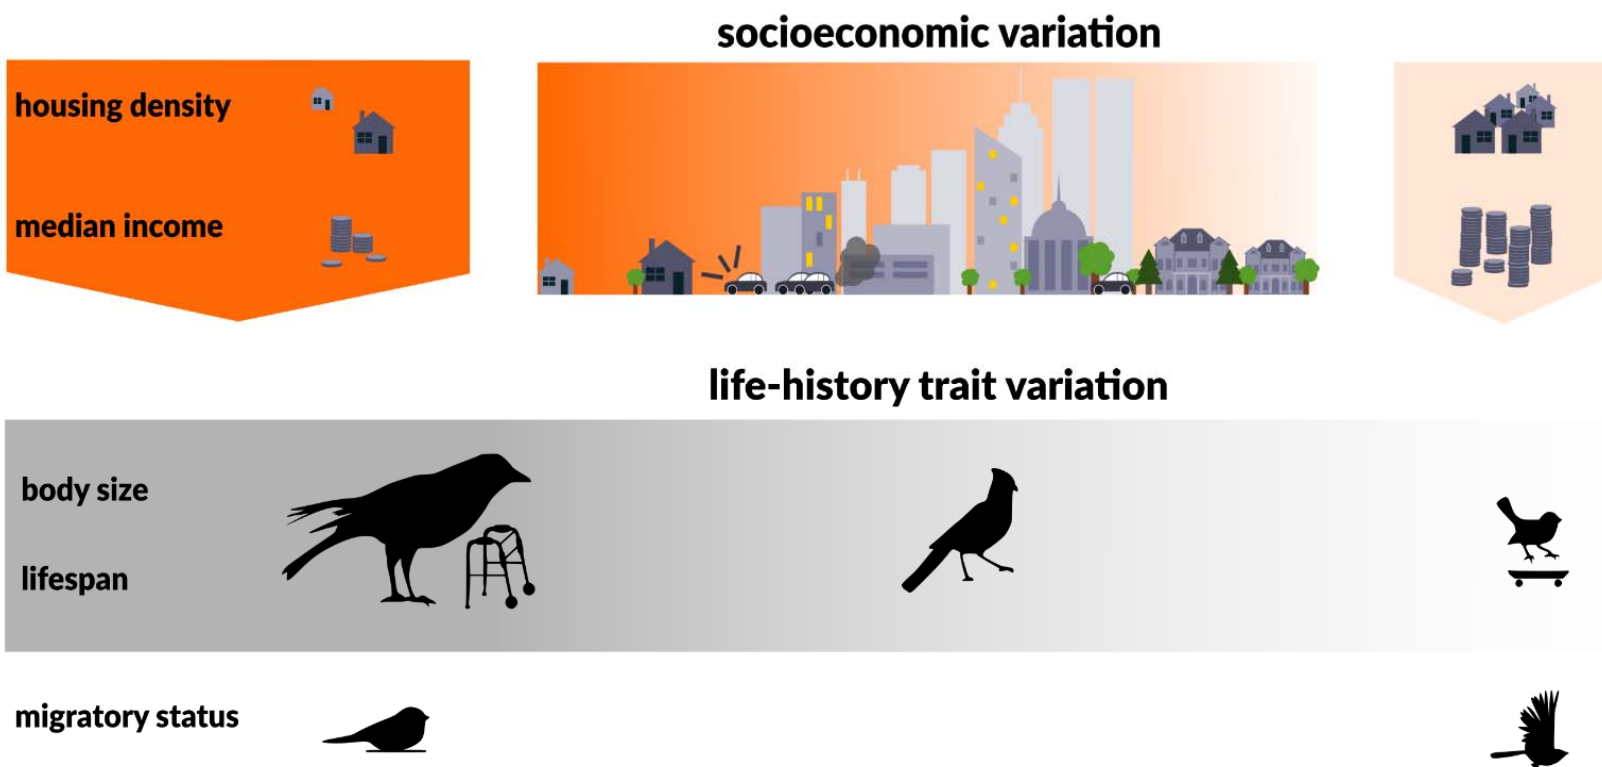 socioeconomic variation
housing density
median income
life-history trait variation
body size
lifespan
migratory status